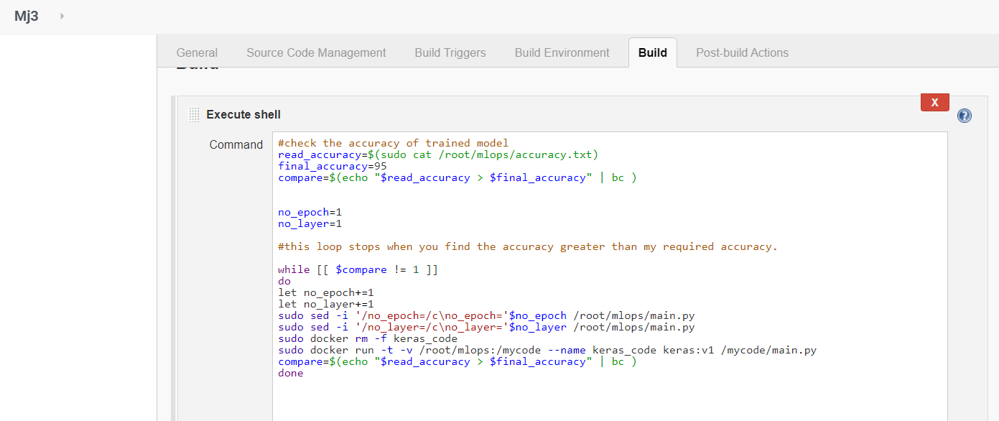 Mj3
General Source Code Management Build Triggers Build Environment Build Post-build Actions
Build
X
Execute shell
?
Command
#check the accuracy of trained model
read_accuracy=$(sudo cat /root/mlops/accuracy.txt)
final_accuracy=95
compare=$(echo "$read_accuracy > $final_accuracy" | bc )
no_epoch=1
no_layer=1
#this loop stops when you find the accuracy greater than my required accuracy.
while [[ $compare != 1 ]]
do
let no_epoch+=1
let no_layer+=1
sudo sed -i '/no_epoch=/c\no_epoch='$no_epoch /root/mlops/main.py
sudo sed -i '/no_layer=/c\no_layer='$no_layer /root/mlops/main.py
sudo docker rm -f keras_code
sudo docker run -t -v /root/mlops:/mycode --name keras_code keras:v1 /mycode/main.py
compare=$(echo "$read_accuracy > $final_accuracy" | bc )
done